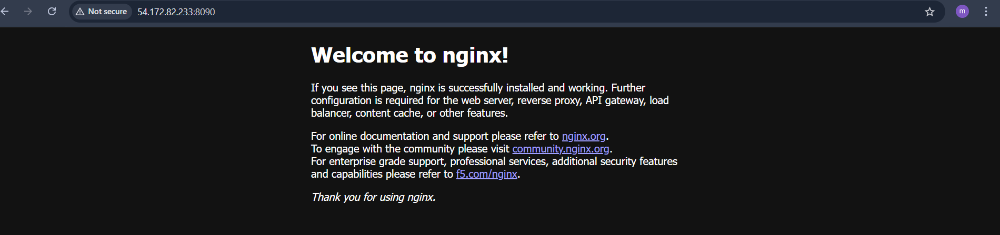 Not secure 54.172.82.233:8090 m
Welcome to nginx!
If you see this page, nginx is successfully installed and working. Further
configuration is required for the web server, reverse proxy, API gateway, load
balancer, content cache, or other features.
For online documentation and support please refer to nginx.org.
To engage with the community please visit community.nginx.org.
For enterprise grade support, professional services, additional security features
and capabilities please refer to f5.com/nginx.
Thank you for using nginx.